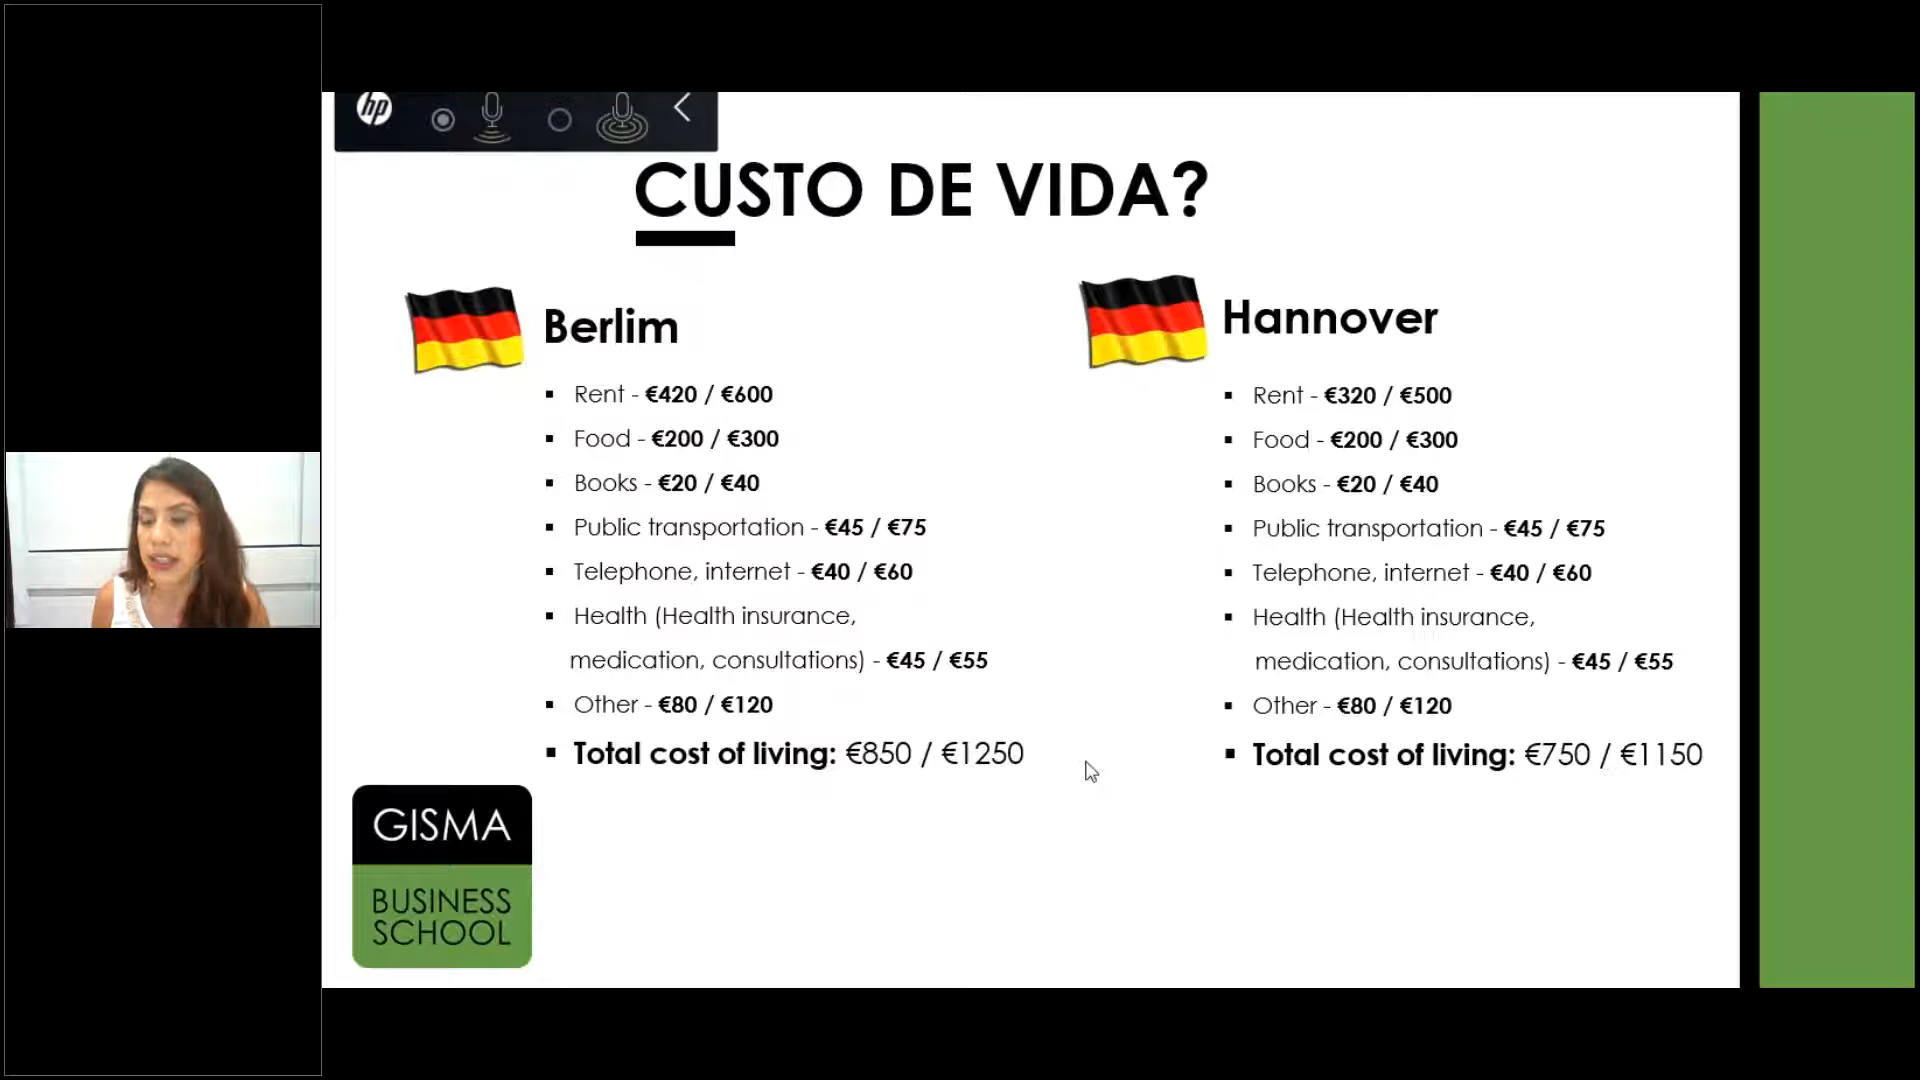 hp
CUSTO DE VIDA?
Berlim
▪ Rent - €420 / €600
▪ Food - €200 / €300
▪ Books - €20 / €40
▪ Public transportation - €45 / €75
▪ Telephone, internet - €40 / €60
▪ Health (Health insurance,
medication, consultations) - €45 / €55
▪ Other - €80 / €120
▪ Total cost of living: €850 / €1250
Hannover
▪ Rent - €320 / €500
▪ Food - €200 / €300
▪ Books - €20 / €40
▪ Public transportation - €45 / €75
▪ Telephone, internet - €40 / €60
▪ Health (Health insurance,
medication, consultations) - €45 / €55
▪ Other - €80 / €120
▪ Total cost of living: €750 / €1150
GISMA
BUSINESS
SCHOOL